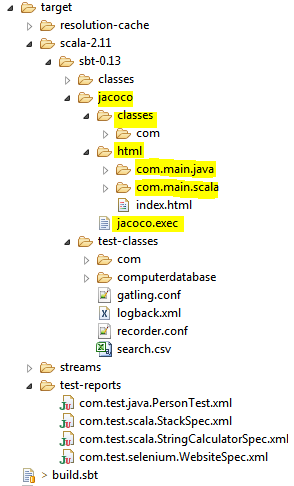 target
resolution-cache
scala-2.11
sbt-0.13
classes
jacoco
classes
com
html
com.main.java
com.main.scala
index.html
jacoco.exec
test-classes
com
computerdatabase
gatling.conf
logback.xml
recorder.conf
search.csv
streams
test-reports
com.test.java.PersonTest.xml
com.test.scala.StackSpec.xml
com.test.scala.StringCalculatorSpec.xml
com.test.selenium.WebsiteSpec.xml
> build.sbt